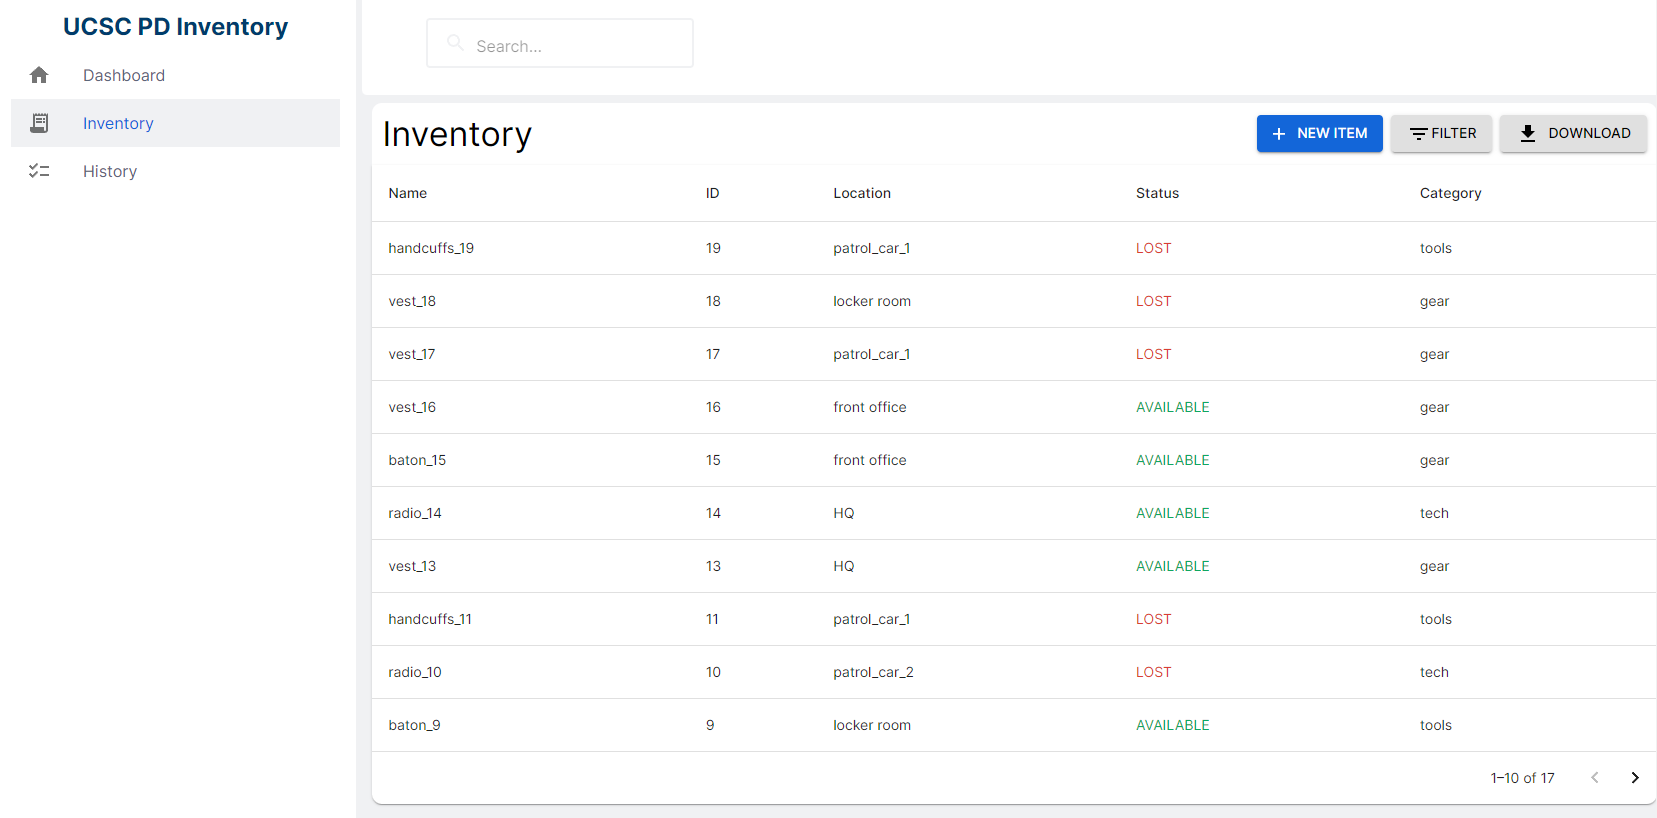 UCSC PD Inventory
Dashboard
Inventory
History
Search...
Inventory
NEW ITEM FILTER DOWNLOAD
Name ID Location Status Category
handcuffs_19 19 patrol_car_1 LOST tools
vest_18 18 locker room LOST gear
vest_17 17 patrol_car_1 LOST gear
vest_16 16 front office AVAILABLE gear
baton_15 15 front office AVAILABLE gear
radio_14 14 HQ AVAILABLE tech
vest_13 13 HQ AVAILABLE gear
handcuffs_11 11 patrol_car_1 LOST tools
radio_10 10 patrol_car_2 LOST tech
baton_9 9 locker room AVAILABLE tools
1–10 of 17